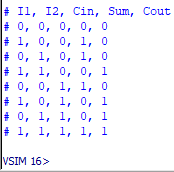 # I1, I2, Cin, Sum, Cout
# 0, 0, 0, 0, 0
# 1, 0, 0, 1, 0
# 0, 1, 0, 1, 0
# 1, 1, 0, 0, 1
# 0, 0, 1, 1, 0
# 1, 0, 1, 0, 1
# 0, 1, 1, 0, 1
# 1, 1, 1, 1, 1
VSIM 16>